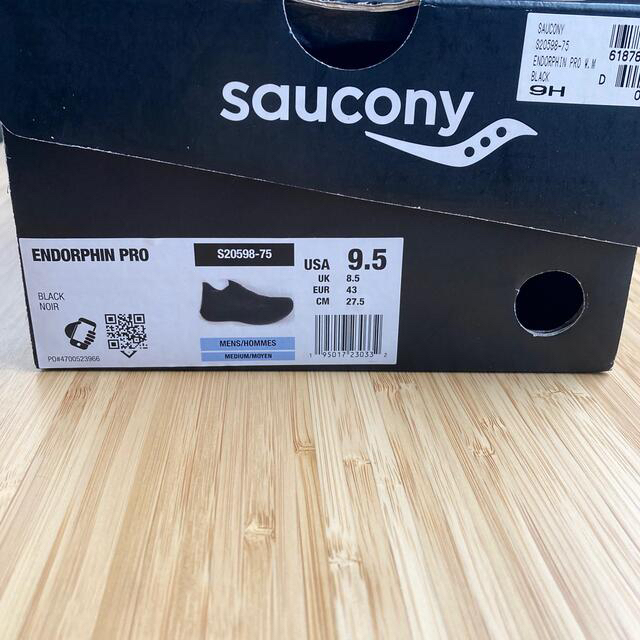 SAUCONY
S20598-75
ENDORPHIN PRO W.M
BLACK D
9H
6187
saucony
ENDORPHIN PRO
S20598-75
USA 9.5
UK 8.5
EUR 43
CM 27.5
BLACK
NOIR
MENS/HOMMES
MEDIUM/MOYEN
PO#4700523966
1 95017 23033 2